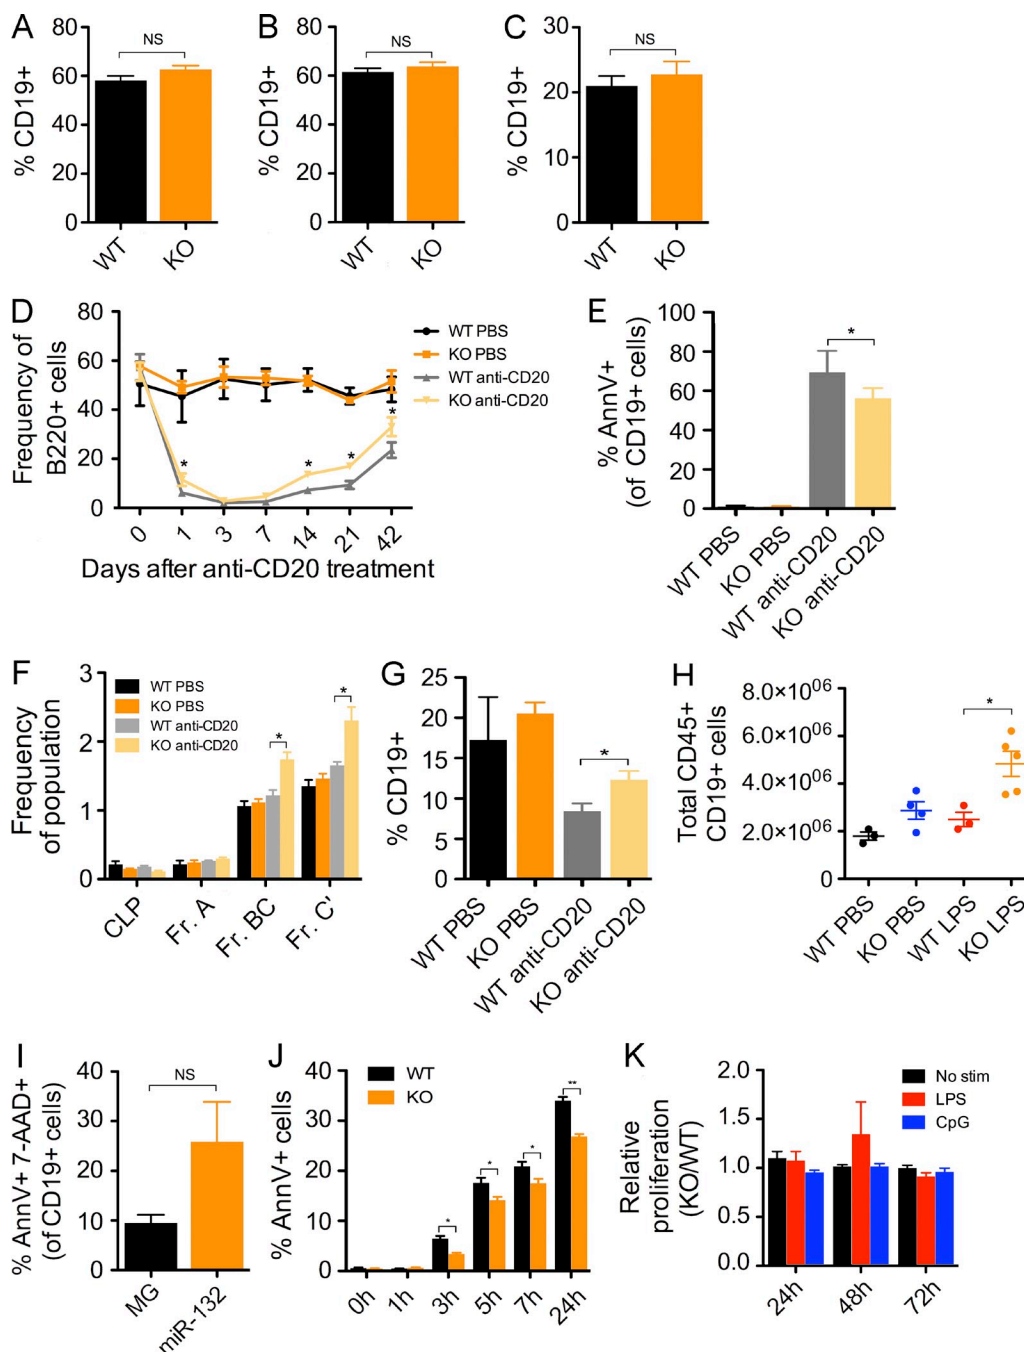 A
% CD19+
80
60
40
20
0
NS
WT
KO
B
% CD19+
80
60
40
20
0
NS
WT
KO
C
% CD19+
30
20
10
0
NS
WT
KO
D
Frequency of
B220+ cells
80
60
40
20
0
*
*
*
*
0
1
3
7
14
21
42
Days after anti-CD20 treatment
WT PBS
KO PBS
WT anti-CD20
KO anti-CD20
E
% AnnV+
(of CD19+ cells)
100
80
60
40
20
0
*
WT PBS
KO PBS
WT anti-CD20
KO anti-CD20
F
Frequency
of population
3
2
1
0
WT PBS
KO PBS
WT anti-CD20
KO anti-CD20
*
*
CLP
Fr. A
Fr. BC
Fr. C'
G
% CD19+
25
20
15
10
5
0
*
WT PBS
KO PBS
WT anti-CD20
KO anti-CD20
H
Total CD45+
CD19+ cells
8.0×10⁰⁶
6.0×10⁰⁶
4.0×10⁰⁶
2.0×10⁰⁶
0
*
WT PBS
KO PBS
WT LPS
KO LPS
I
% AnnV+ 7-AAD+
(of CD19+ cells)
40
30
20
10
0
NS
MG
miR-132
J
% AnnV+ cells
40
30
20
10
0
WT
KO
*
*
*
**
0h
1h
3h
5h
7h
24h
K
Relative
proliferation
(KO/WT)
2.0
1.5
1.0
0.5
0.0
No stim
LPS
CpG
24h
48h
72h